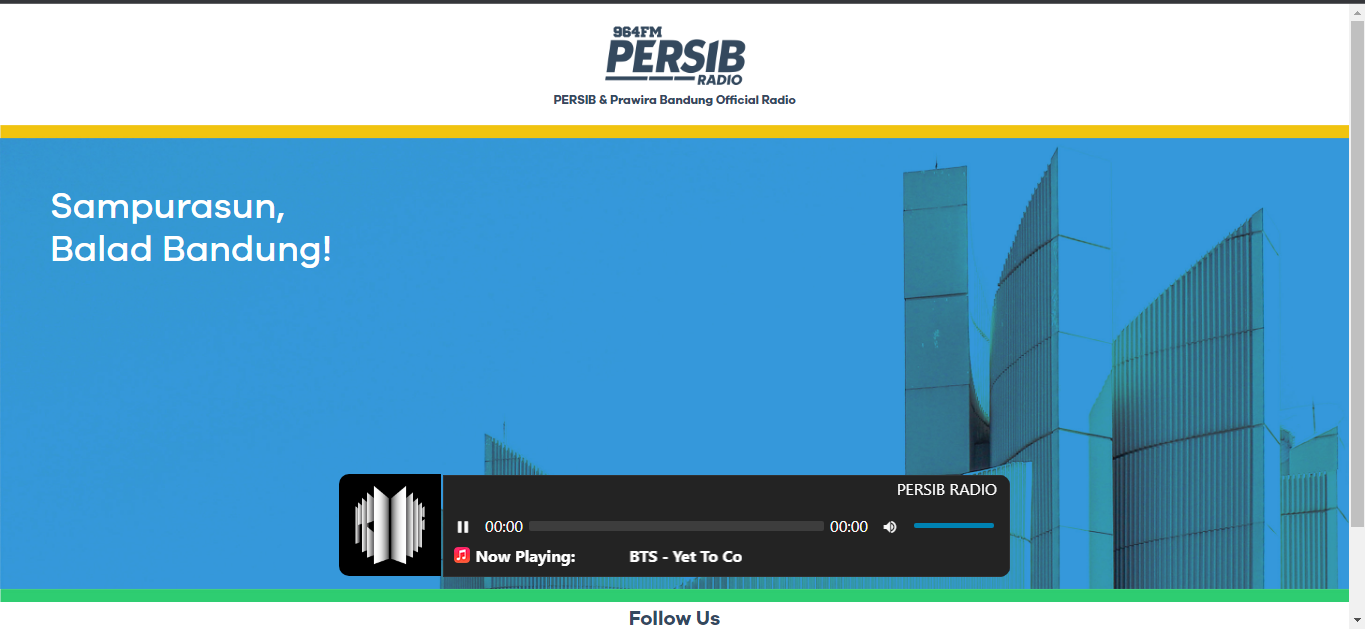 964FM
PERSIB
RADIO
PERSIB & Prawira Bandung Official Radio
Sampurasun,
Balad Bandung!
PERSIB RADIO
00:00 00:00
Now Playing: BTS - Yet To Co
Follow Us